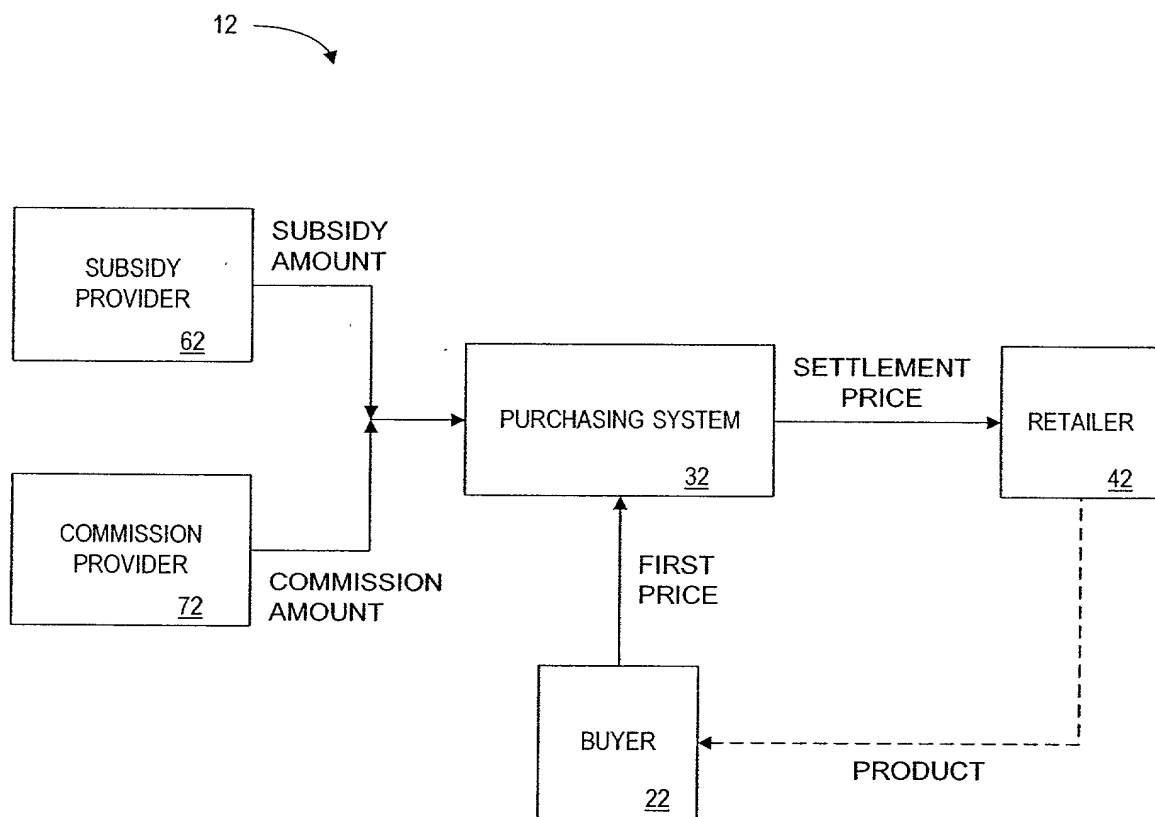 12
SUBSIDY
AMOUNT
SUBSIDY
PROVIDER
62
SETTLEMENT
PRICE
PURCHASING SYSTEM
32
RETAILER
42
COMMISSION
PROVIDER
72
COMMISSION
AMOUNT
FIRST
PRICE
BUYER
22
PRODUCT